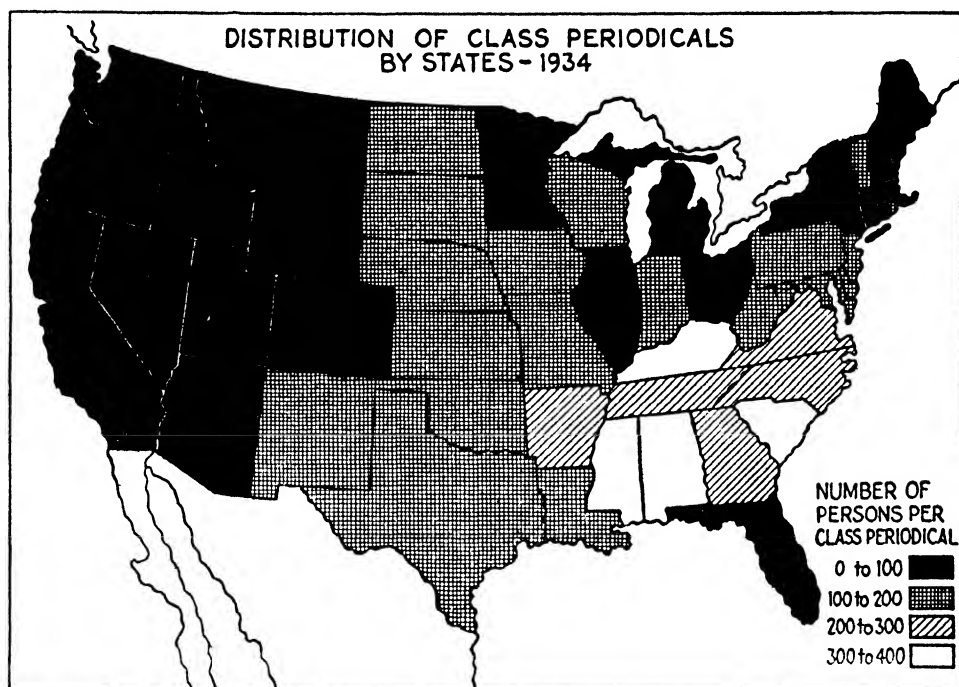 DISTRIBUTION OF CLASS PERIODICALS
BY STATES - 1934
NUMBER OF
PERSONS PER
CLASS PERIODICAL
0 to 100
100 to 200
200 to 300
300 to 400